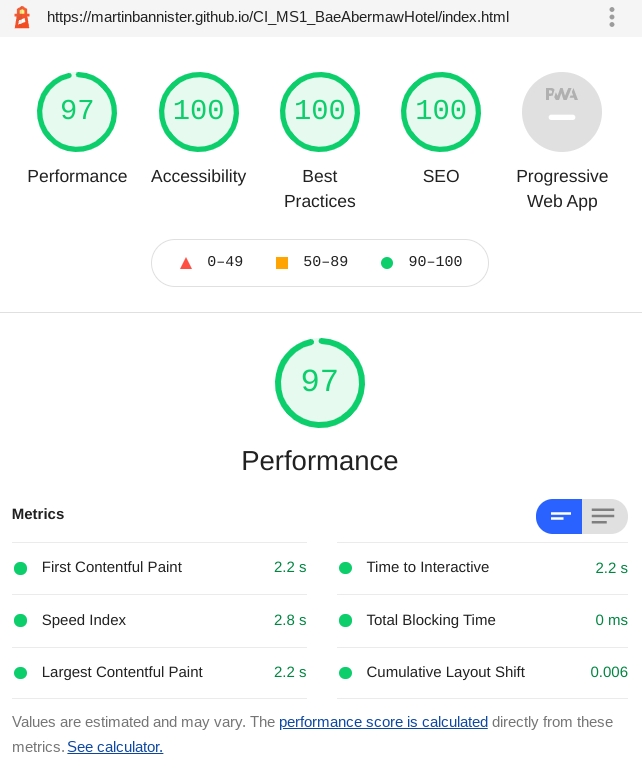 https://martinbannister.github.io/CI_MS1_BaeAbermawHotel/index.html
97 100 100 100 PWA
Performance Accessibility Best Practices SEO Progressive Web App
0–49 50–89 90–100
97
Performance
Metrics
First Contentful Paint 2.2 s
Time to Interactive 2.2 s
Speed Index 2.8 s
Total Blocking Time 0 ms
Largest Contentful Paint 2.2 s
Cumulative Layout Shift 0.006
Values are estimated and may vary. The performance score is calculated directly from these
metrics. See calculator.